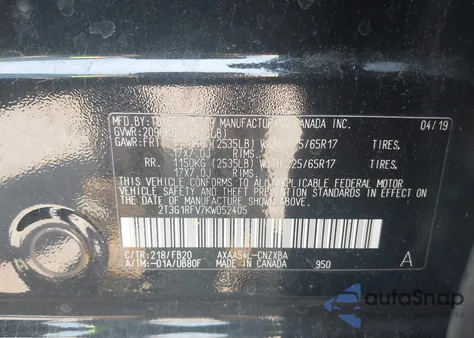 MFD.BY: MANUFACTURING CANADA INC. 04/19
GVWR:2090KG
GAWR:FRT. (2535LB) WITH 225/65R17 TIRES.
17X7.0J
RR. 1150KG (2535LB) WITH 225/65R17 TIRES.
17X7.0J
THIS VEHICLE CONFORMS TO ALL APPLICABLE FEDERAL MOTOR
VEHICLE SAFETY AND THEFT PREVENTION STANDARDS IN
EFFECT ON THE DATE OF MANUFACTURE SHOWN ABOVE.
2T3G1RFV7KW052405
C/TR:218/FB20 AXAA54L-CNZXBA A
A/TM:-01A/UB80F MADE IN CANADA 950
autoSnap